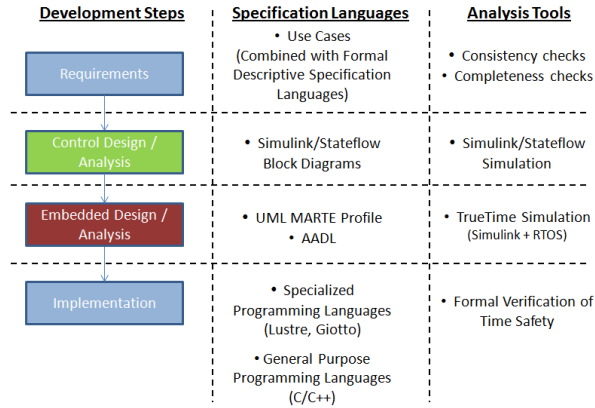 Development Steps
Specification Languages
Analysis Tools
Requirements
• Use Cases
(Combined with Formal
Descriptive Specification
Languages)
• Consistency checks
• Completeness checks
Control Design /
Analysis
• Simulink/Stateflow
Block Diagrams
• Simulink/Stateflow
Simulation
Embedded Design /
Analysis
• UML MARTE Profile
• AADL
• TrueTime Simulation
(Simulink + RTOS)
Implementation
• Specialized
Programming Languages
(Lustre, Giotto)
• General Purpose
Programming Languages
(C/C++)
• Formal Verification of
Time Safety